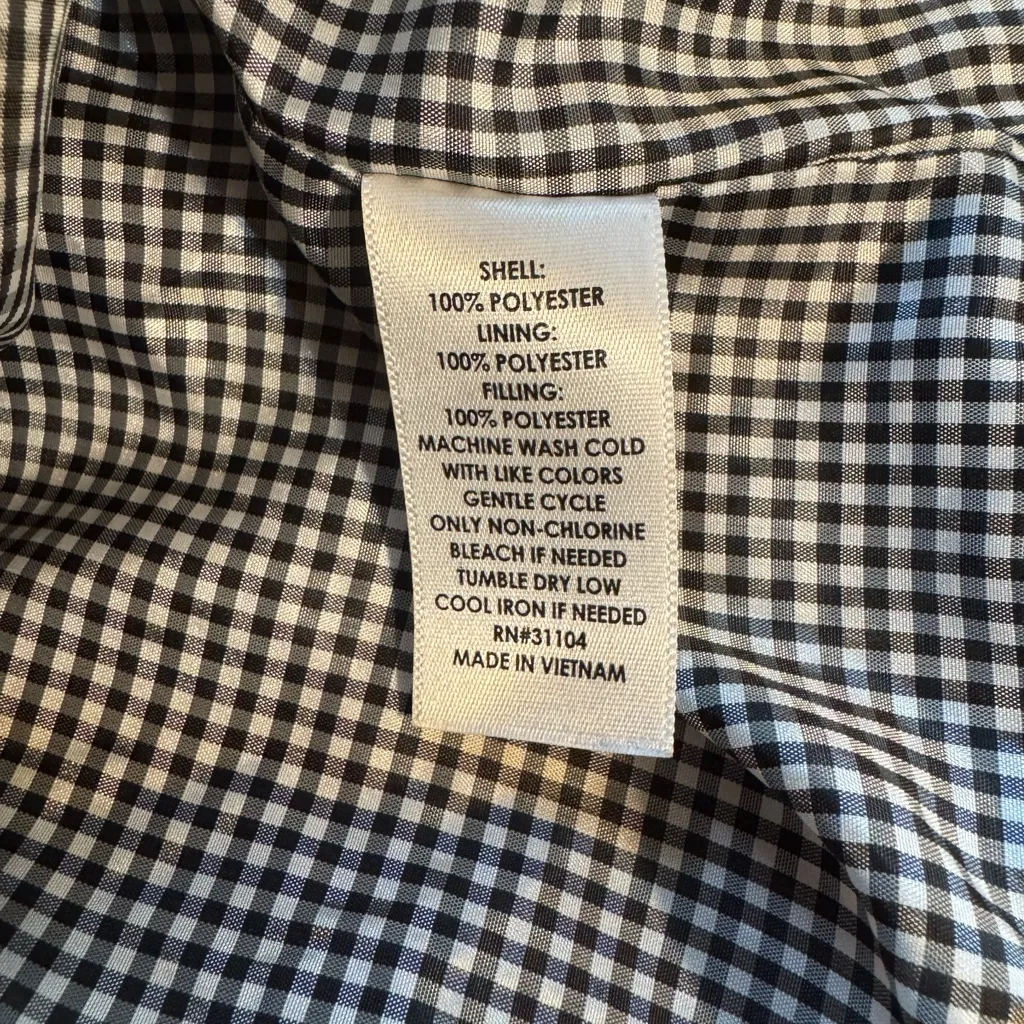 SHELL:
100% POLYESTER
LINING:
100% POLYESTER
FILLING:
100% POLYESTER
MACHINE WASH COLD
WITH LIKE COLORS
GENTLE CYCLE
ONLY NON-CHLORINE
BLEACH IF NEEDED
TUMBLE DRY LOW
COOL IRON IF NEEDED
RN#31104
MADE IN VIETNAM